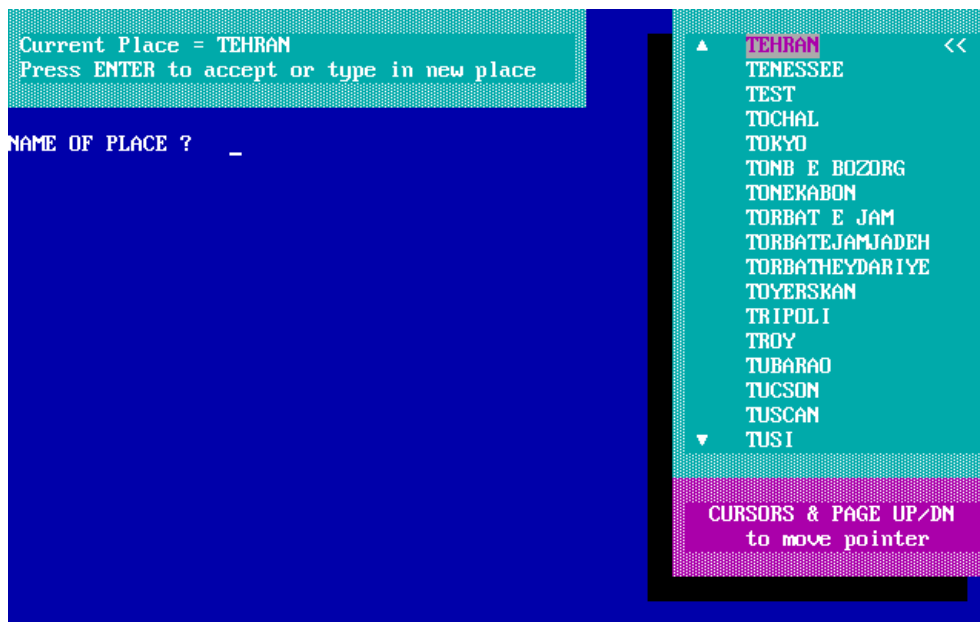 Current Place = TEHRAN
Press ENTER to accept or type in new place
NAME OF PLACE ? _
▲ TEHRAN <<
TENESSEE
TEST
TOCHAL
TOKYO
TONB E BOZORG
TONEKABON
TORBAT E JAM
TORBATEJAMJADEH
TORBATHEYDARIYE
TOYERSKAN
TRIPOLI
TROY
TUBARAO
TUCSON
TUSCAN
▼ TUSI
CURSORS & PAGE UP/DN
to move pointer